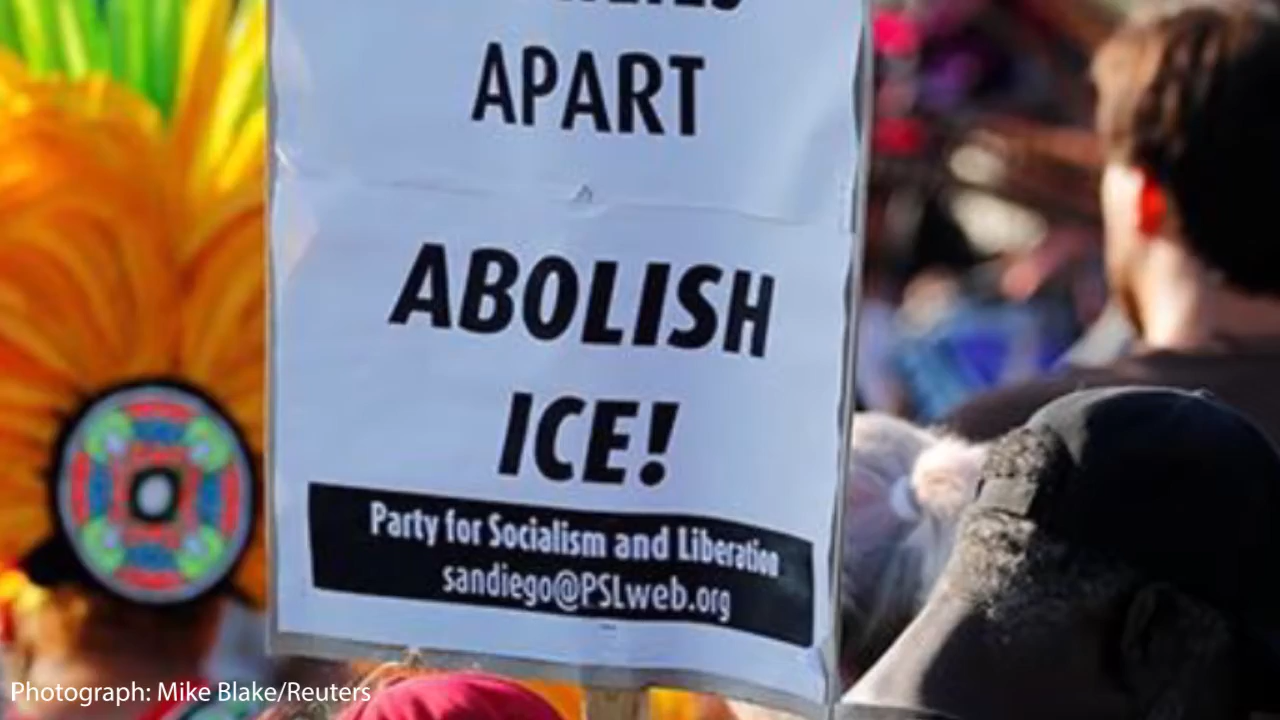 APART
ABOLISH
ICE!
Party for Socialism and Liberation
sandiego@PSLweb.org
Photograph: Mike Blake/Reuters